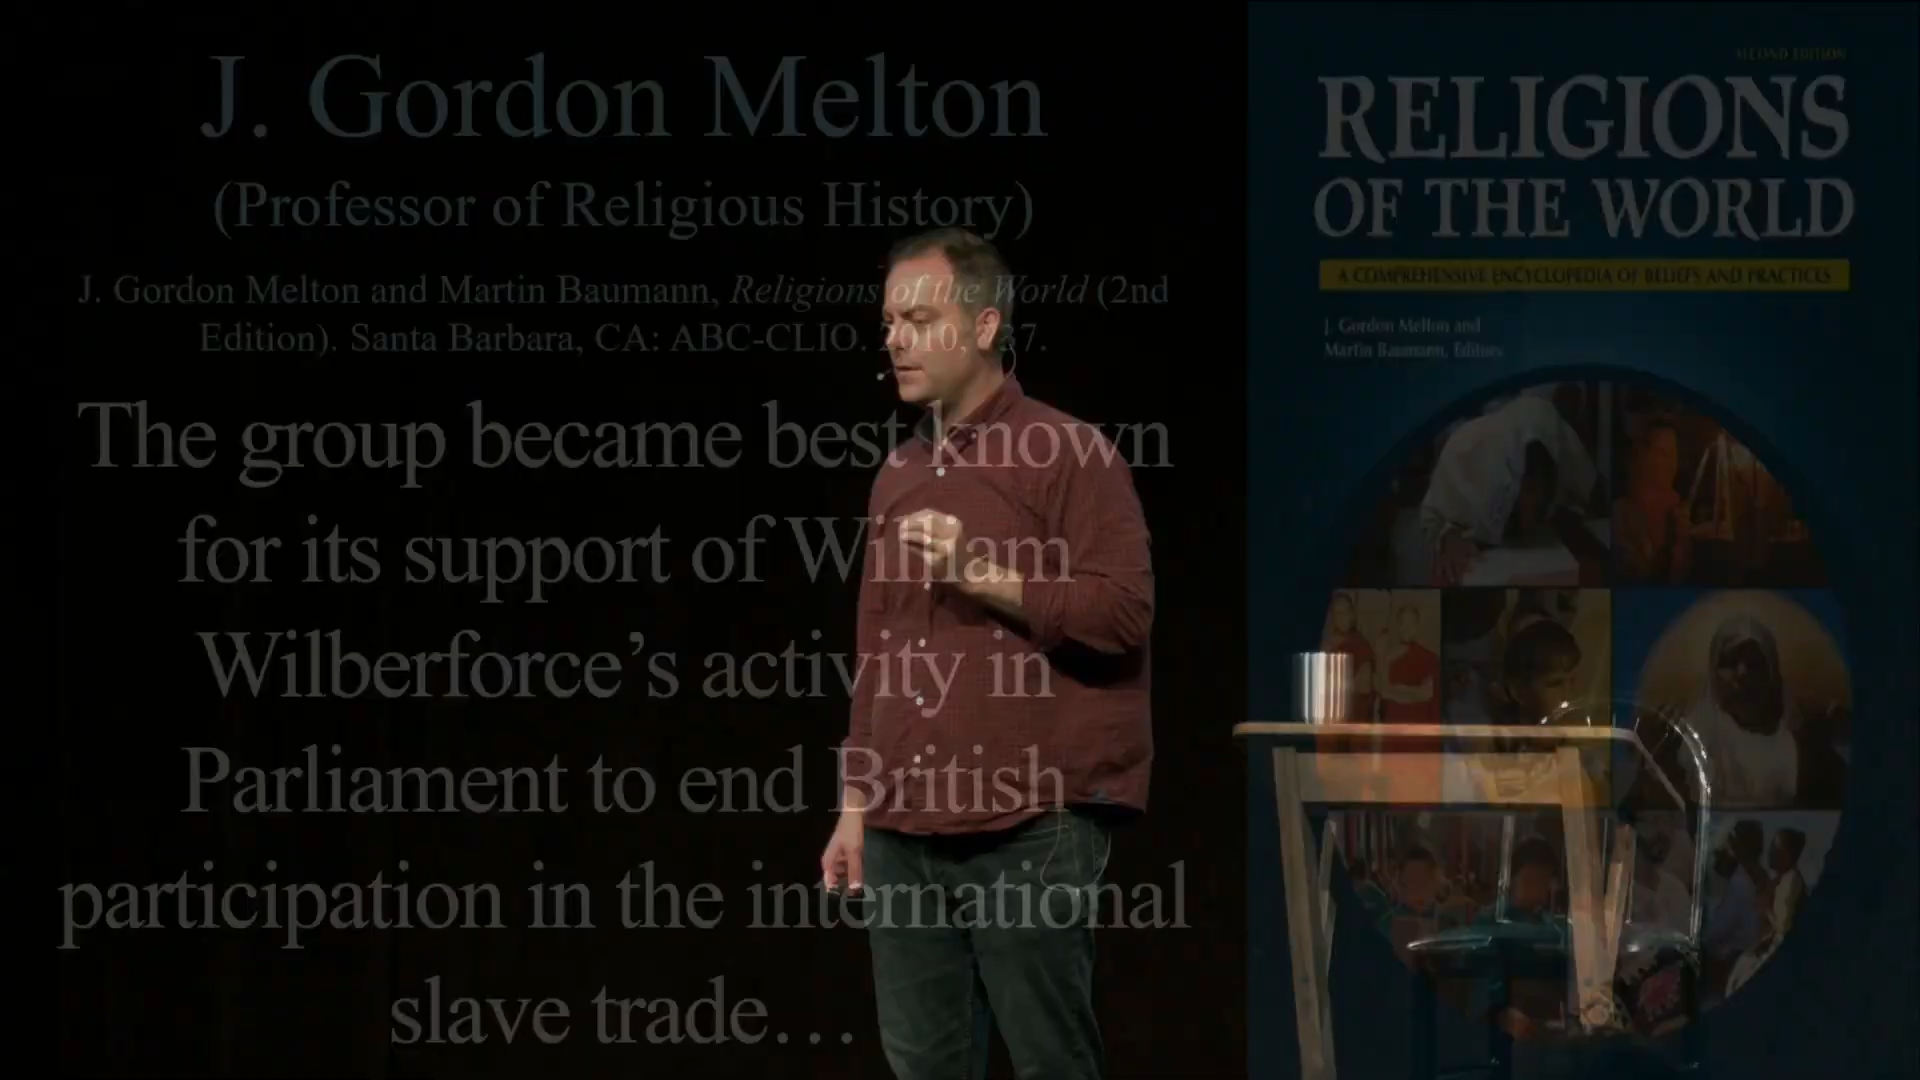 J. Gordon Melton
(Professor of Religious History)
J. Gordon Melton and Martin Baumann, Religions of the World (2nd
Edition). Santa Barbara, CA: ABC-CLIO. 2010. 37.
The group became best known
for its support of William
Wilberforce’s activity in
Parliament to end British
participation in the international
slave trade…
SECOND EDITION
RELIGIONS
OF THE WORLD
A COMPREHENSIVE ENCYCLOPEDIA OF BELIEFS AND PRACTICES
J. Gordon Melton and
Martin Baumann, Editors